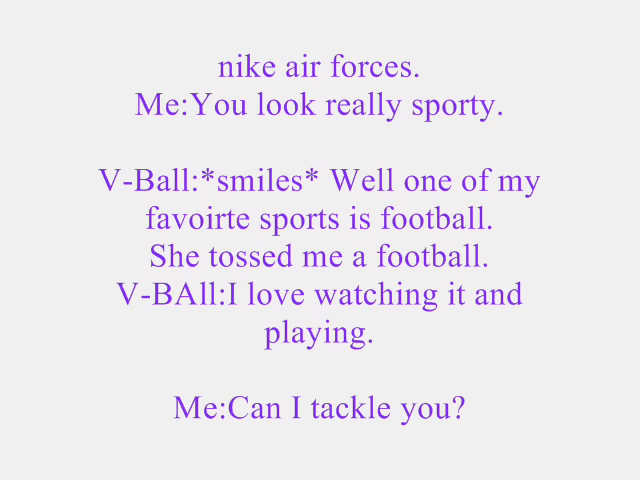 nike air forces.
Me:You look really sporty.
V-Ball:*smiles* Well one of my
favoirte sports is football.
She tossed me a football.
V-BAll:I love watching it and
playing.
Me:Can I tackle you?